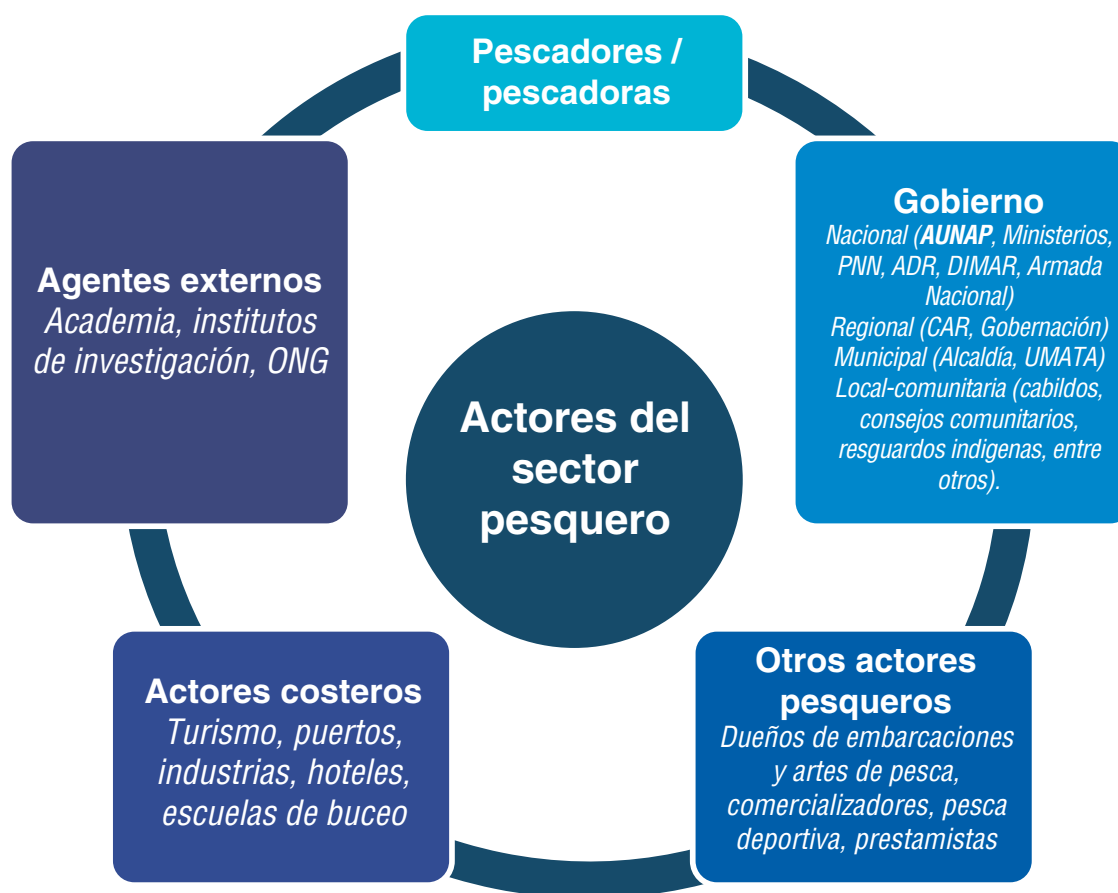 Pescadores /
pescadoras
Gobierno
Nacional (AUNAP, Ministerios,
PNN, ADR, DIMAR, Armada
Nacional)
Regional (CAR, Gobernación)
Municipal (Alcaldía, UMATA)
Local-comunitaria (cabildos,
consejos comunitarios,
resguardos indigenas, entre
otros).
Agentes externos
Academia, institutos
de investigación, ONG
Actores del
sector
pesquero
Actores costeros
Turismo, puertos,
industrias, hoteles,
escuelas de buceo
Otros actores
pesqueros
Dueños de embarcaciones
y artes de pesca,
comercializadores, pesca
deportiva, prestamistas